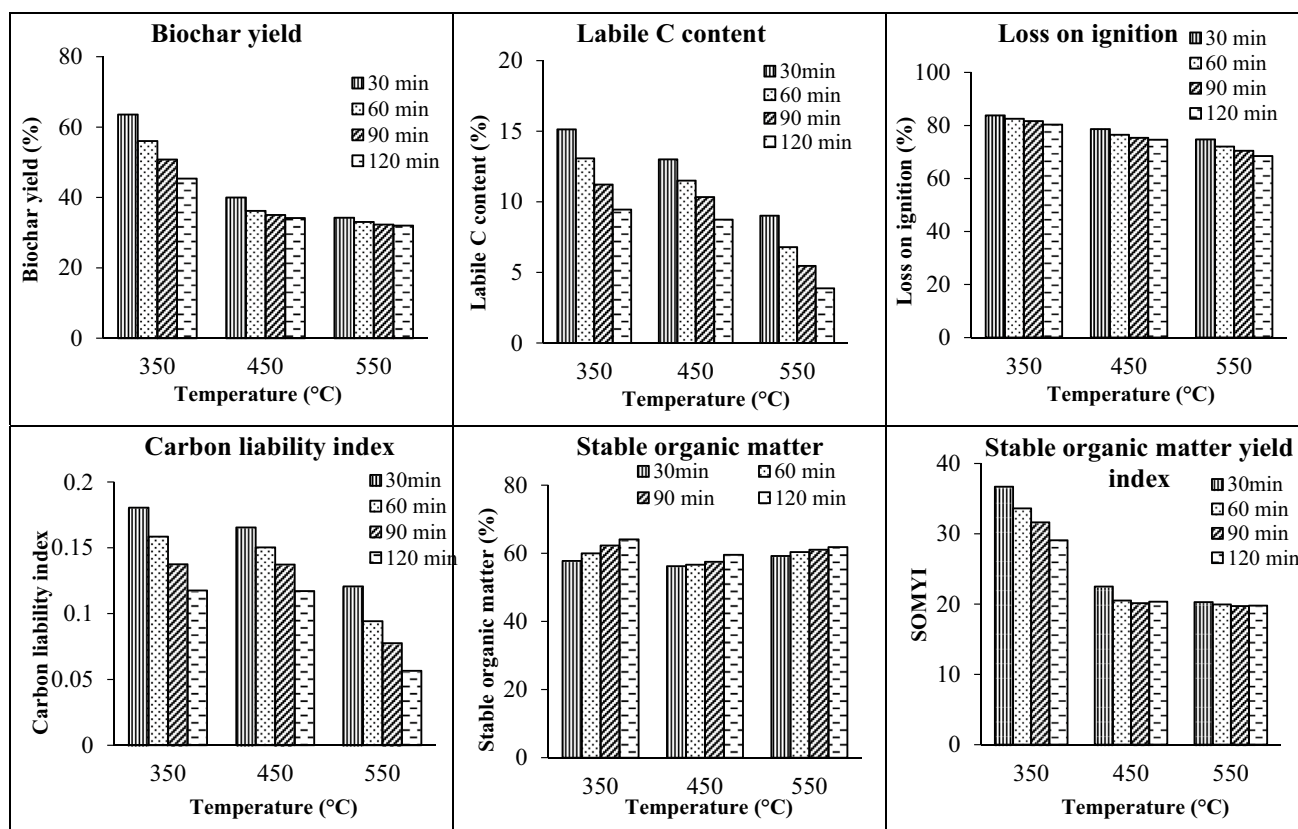 Biochar yield
80
60
40
20
0
Biochar yield (%)
30 min
60 min
90 min
120 min
350 450 550
Temperature (°C)
Labile C content
20
15
10
5
0
Labile C content (%)
30min
60 min
90 min
120 min
350 450 550
Temperature (°C)
Loss on ignition
100
80
60
40
20
0
Loss on ignition (%)
30 min
60 min
90 min
120 min
350 450 550
Temperature (°C)
Carbon liability index
0.2
0.15
0.1
0.05
0
Carbon liability index
30min
60 min
90 min
120 min
350 450 550
Temperature (°C)
Stable organic matter
80
60
40
20
0
Stable organic matter (%)
30min 60 min
90 min 120 min
350 450 550
Temperature (°C)
Stable organic matter yield
index
40
30
20
10
0
SOMYI
30min
60 min
90 min
120 min
350 450 550
Temperature (°C)